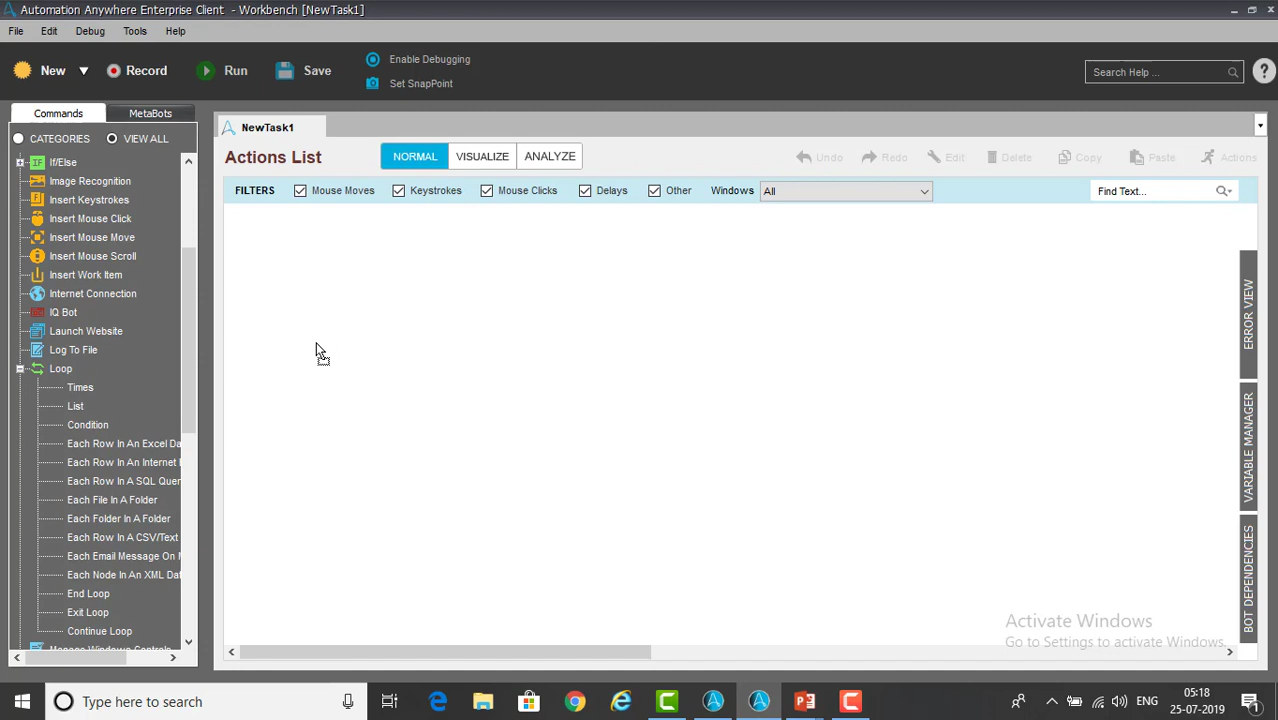 Automation Anywhere Enterprise Client - Workbench [NewTask1]
File Edit Debug Tools Help
New Record Run Save
Enable Debugging
Set SnapPoint
Search Help ...
?
Commands MetaBots
CATEGORIES VIEW ALL
If/Else
Image Recognition
Insert Keystrokes
Insert Mouse Click
Insert Mouse Move
Insert Mouse Scroll
Insert Work Item
Internet Connection
IQ Bot
Launch Website
Log To File
Loop
Times
List
Condition
Each Row In An Excel Da
Each Row In An Internet
Each Row In A SQL Quer
Each File In A Folder
Each Folder In A Folder
Each Row In A CSV/Text
Each Email Message On
Each Node In An XML Dat
End Loop
Exit Loop
Continue Loop
Manage Windows Controls
NewTask1
Actions List NORMAL VISUALIZE ANALYZE
Undo Redo Edit Delete Copy Paste Actions
FILTERS Mouse Moves Keystrokes Mouse Clicks Delays Other Windows All Find Text...
ERROR VIEW
VARIABLE MANAGER
BOT DEPENDENCIES
Activate Windows
Go to Settings to activate Windows.
Type here to search
ENG
05:18
25-07-2019